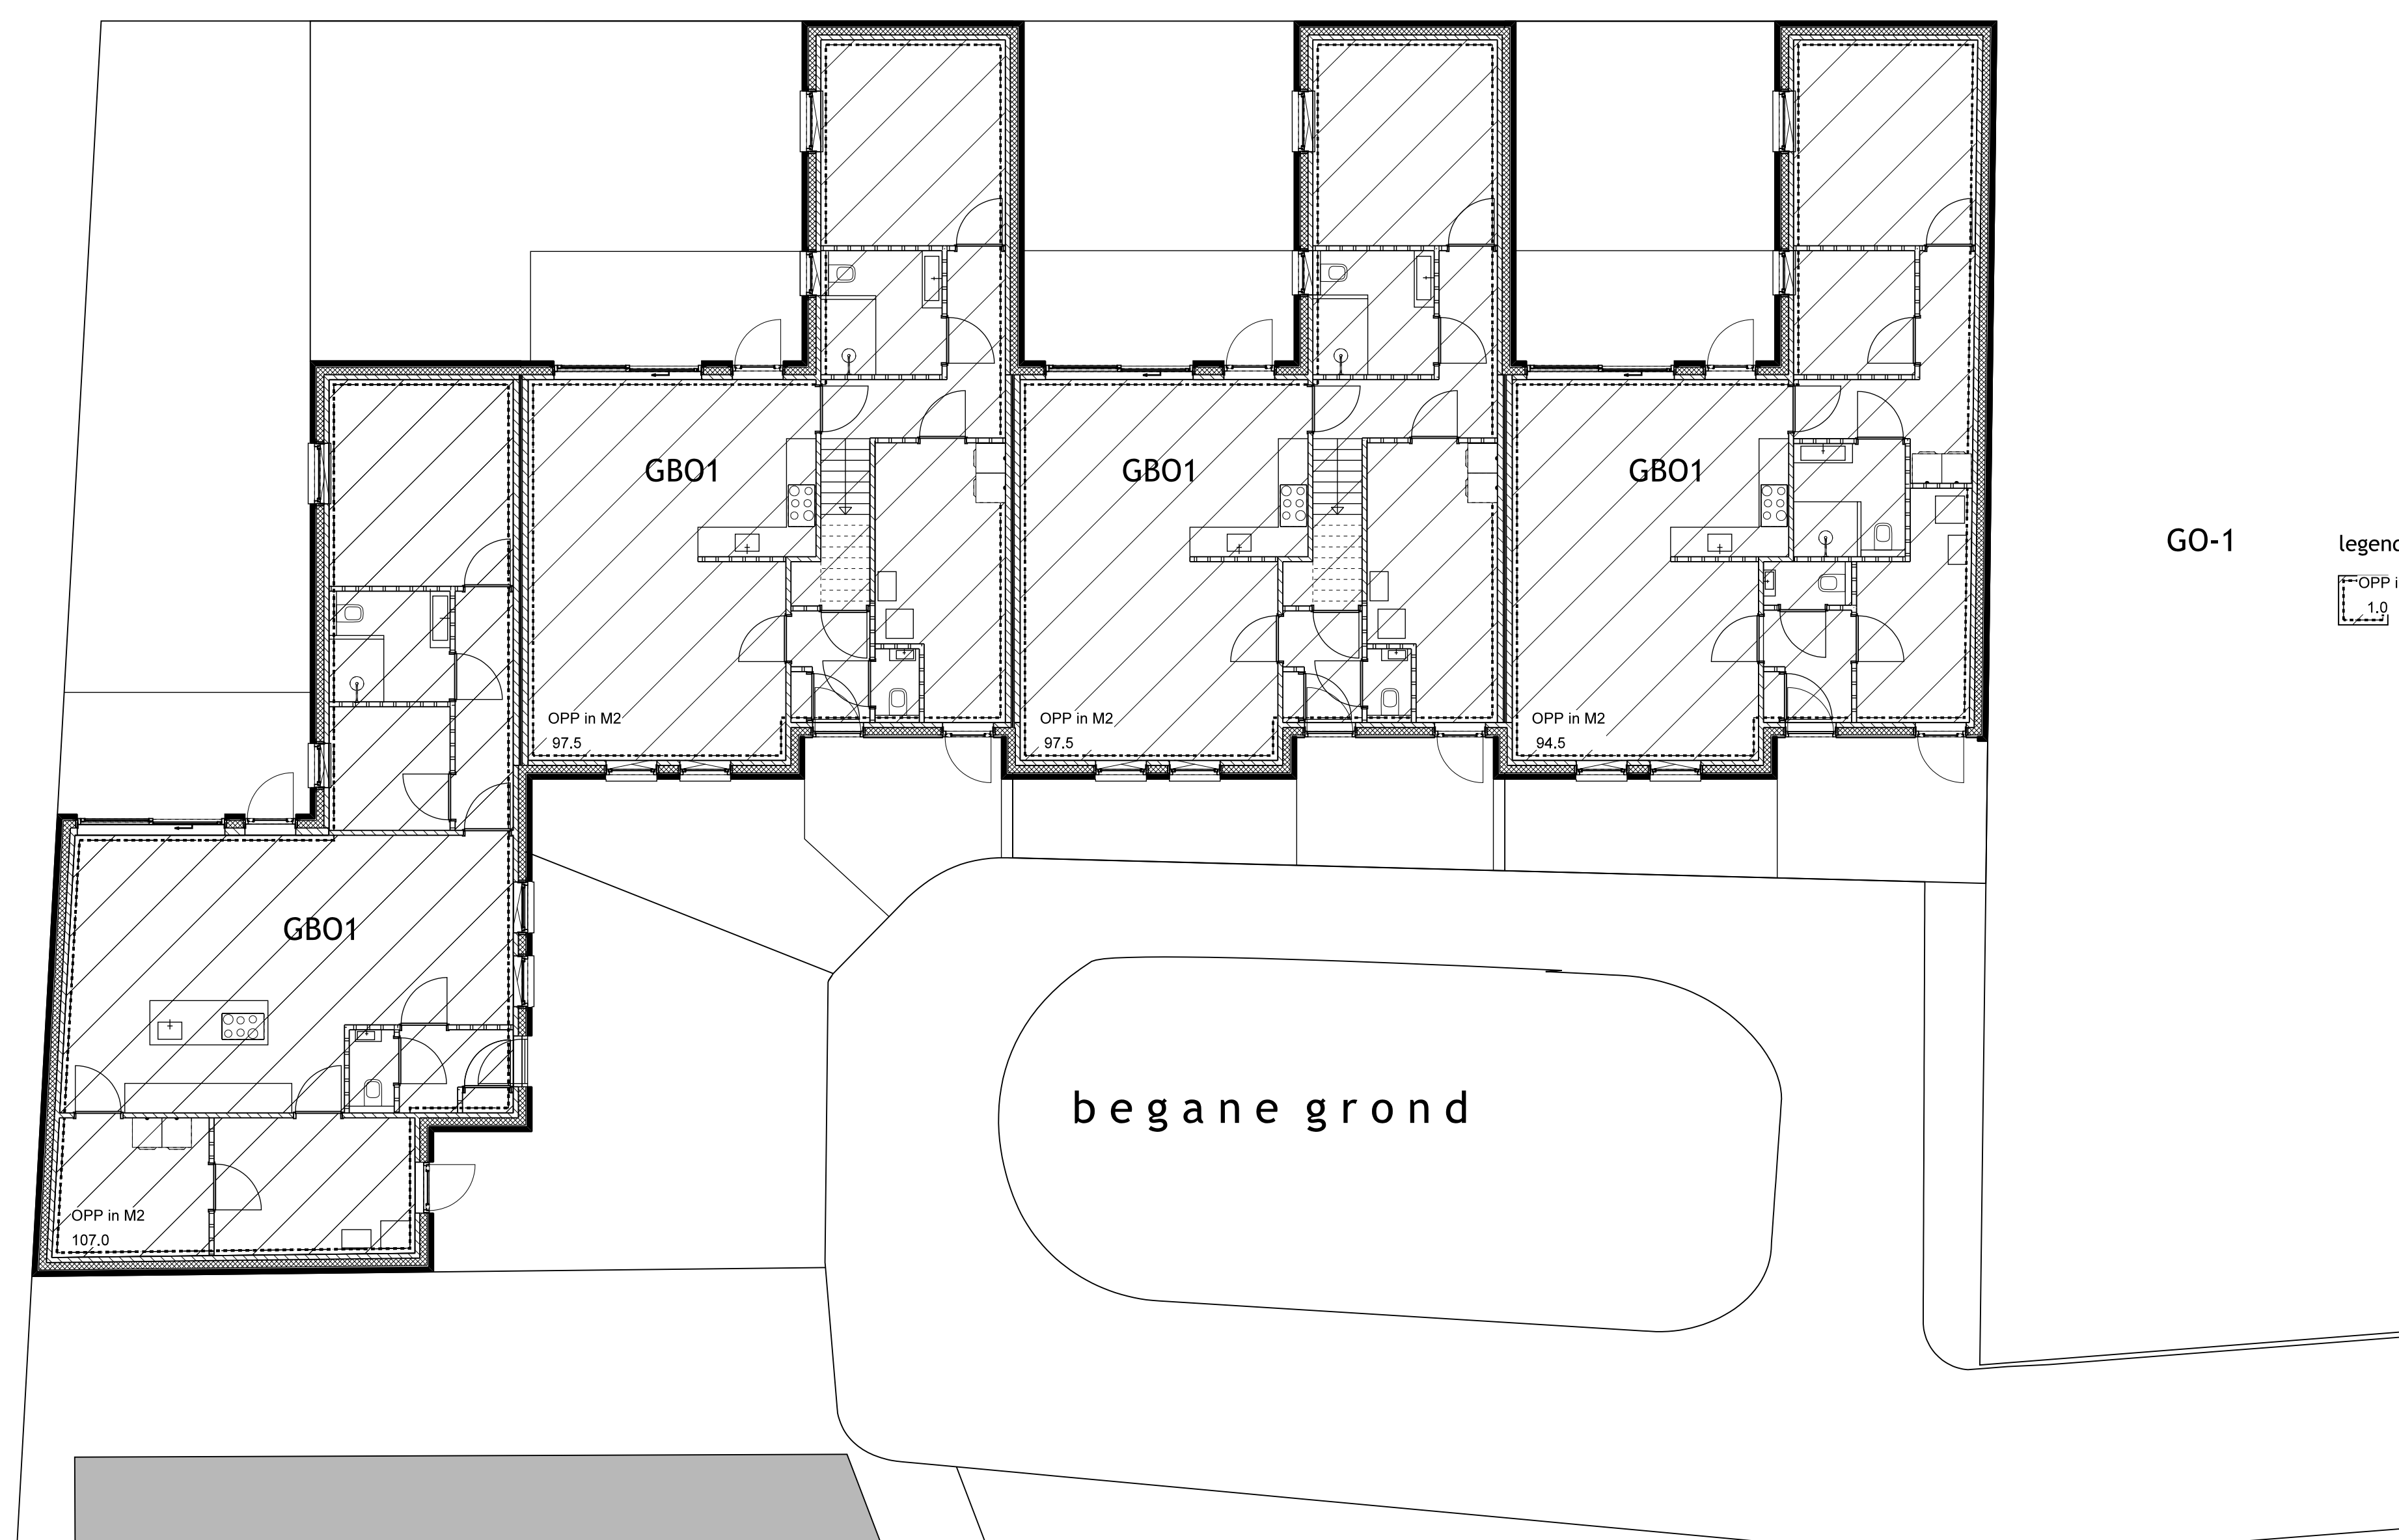 GBO1
GBO1
GBO1
GO-1
legend
OPP i
1.0
OPP in M2
97.5
OPP in M2
97.5
OPP in M2
94.5
GBO1
begane grond
OPP in M2
107.0